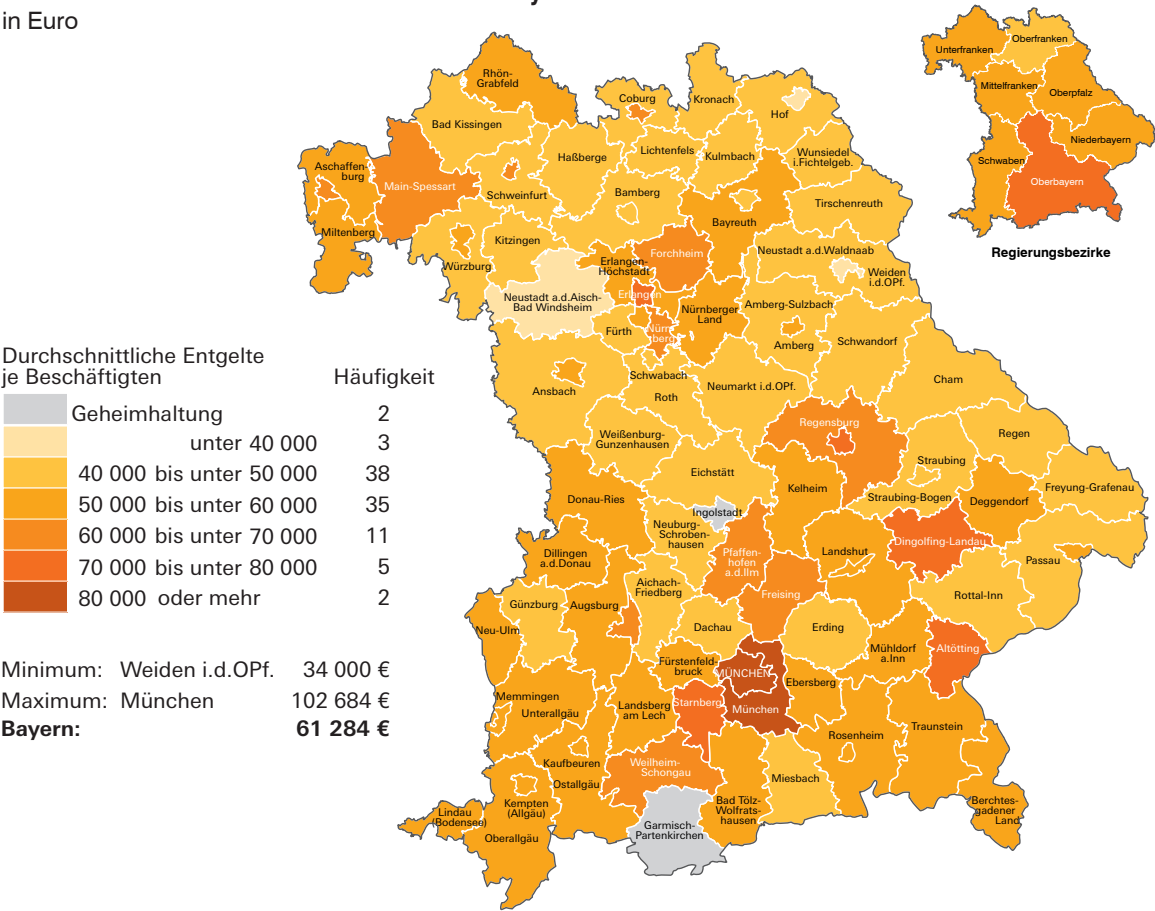 in Euro
Unterfranken
Oberfranken
Mittelfranken
Oberpfalz
Niederbayern
Schwaben
Oberbayern
Regierungsbezirke
Rhön-
Grabfeld
Coburg
Kronach
Hof
Bad Kissingen
Lichtenfels
Kulmbach
Wunsiedel
i.Fichtelgeb.
Haßberge
Aschaffen-
burg
Main-Spessart
Schweinfurt
Bamberg
Tirschenreuth
Miltenberg
Bayreuth
Kitzingen
Würzburg
Forchheim
Erlangen-
Höchstadt
Neustadt a.d.Waldnaab
Weiden
i.d.OPf.
Neustadt a.d.Aisch-
Bad Windsheim
Erlangen
Nürnberger
Land
Amberg-Sulzbach
Fürth
Nürn-
berg
Amberg
Schwandorf
Ansbach
Schwabach
Roth
Neumarkt i.d.OPf.
Cham
Regensburg
Weißenburg-
Gunzenhausen
Regen
Straubing
Eichstätt
Kelheim
Straubing-Bogen
Deggendorf
Freyung-Grafenau
Donau-Ries
Ingolstadt
Neuburg-
Schroben-
hausen
Dingolfing-Landau
Landshut
Passau
Dillingen
a.d.Donau
Pfaffen-
hofen
a.d.Ilm
Aichach-
Friedberg
Freising
Rottal-Inn
Günzburg
Augsburg
Neu-Ulm
Dachau
Erding
Mühldorf
a.Inn
Altötting
Fürstenfeld-
bruck
MÜNCHEN
Ebersberg
Memmingen
Unterallgäu
Landsberg
am Lech
Starnberg
München
Traunstein
Rosenheim
Kaufbeuren
Weilheim-
Schongau
Miesbach
Ostallgäu
Kempten
(Allgäu)
Bad Tölz-
Wolfrats-
hausen
Berchtes-
gadener
Land
Lindau
(Bodensee)
Oberallgäu
Garmisch-
Partenkirchen
Durchschnittliche Entgelte
je Beschäftigten Häufigkeit
Geheimhaltung 2
unter 40 000 3
40 000 bis unter 50 000 38
50 000 bis unter 60 000 35
60 000 bis unter 70 000 11
70 000 bis unter 80 000 5
80 000 oder mehr 2
Minimum: Weiden i.d.OPf. 34 000 €
Maximum: München 102 684 €
Bayern: 61 284 €